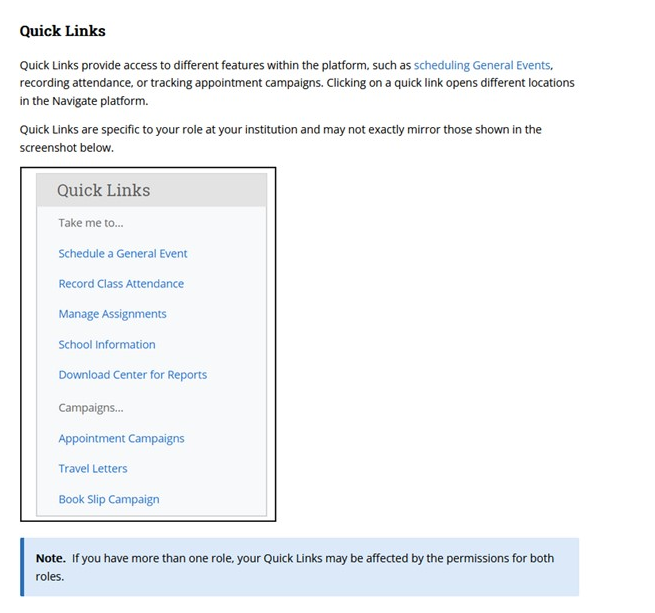 Quick Links
Quick Links provide access to different features within the platform, such as scheduling General Events,
recording attendance, or tracking appointment campaigns. Clicking on a quick link opens different locations
in the Navigate platform.
Quick Links are specific to your role at your institution and may not exactly mirror those shown in the
screenshot below.
Quick Links
Take me to...
Schedule a General Event
Record Class Attendance
Manage Assignments
School Information
Download Center for Reports
Campaigns...
Appointment Campaigns
Travel Letters
Book Slip Campaign
Note. If you have more than one role, your Quick Links may be affected by the permissions for both
roles.